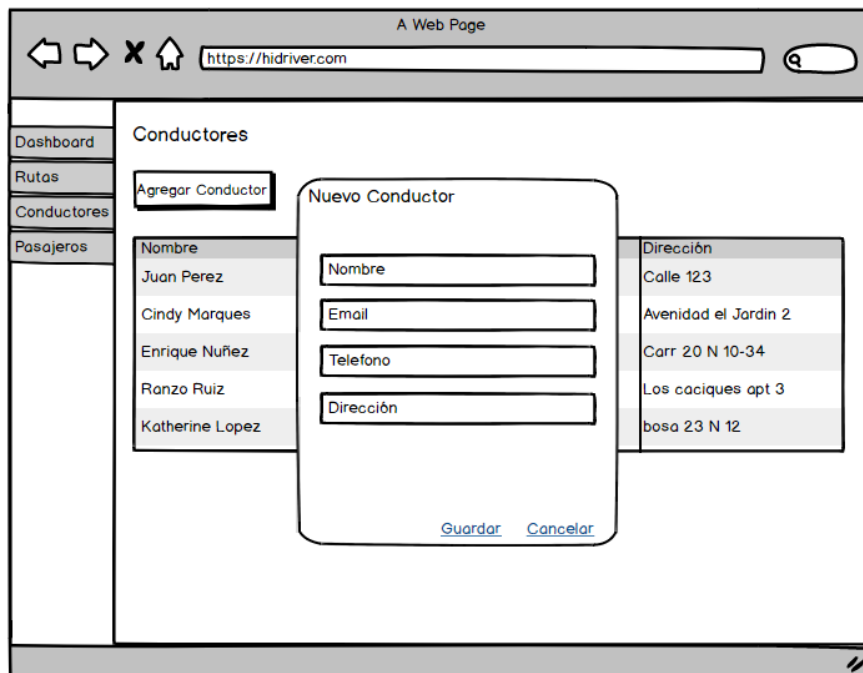 A Web Page
https://hidriver.com
Dashboard
Rutas
Conductores
Pasajeros
Conductores
Agregar Conductor
Nombre
Dirección
Juan Perez
Calle 123
Cindy Marques
Avenidad el Jardin 2
Enrique Nuñez
Carr 20 N 10-34
Ranzo Ruiz
Los caciques apt 3
Katherine Lopez
bosa 23 N 12
Nuevo Conductor
Nombre
Email
Telefono
Dirección
Guardar Cancelar